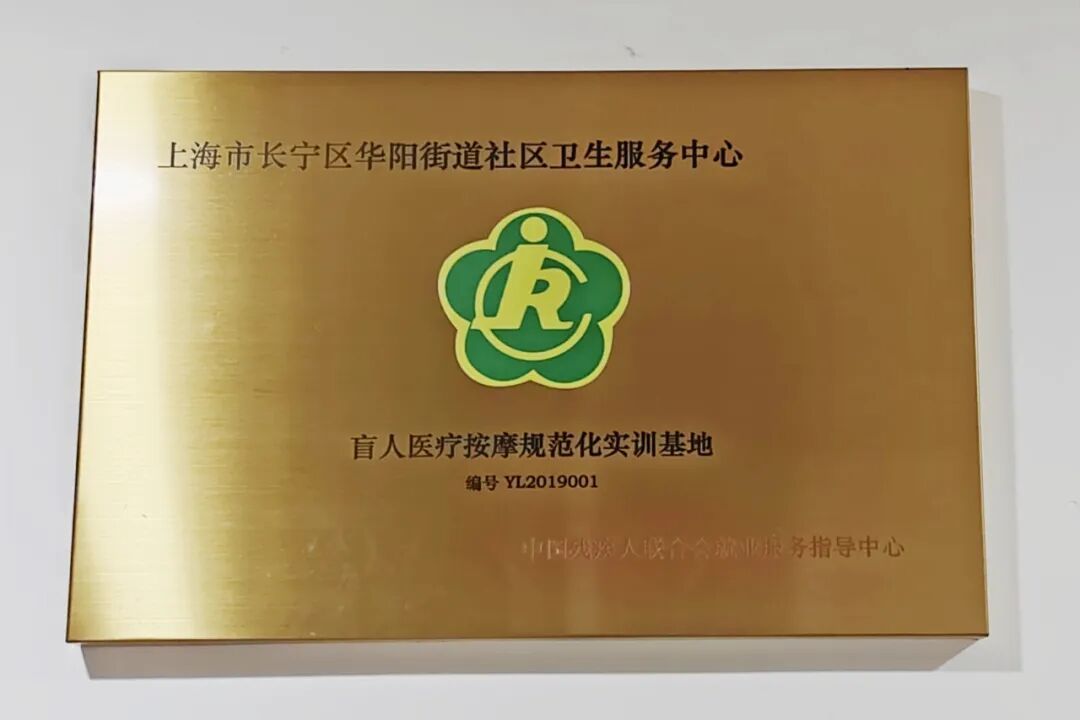 上海市长宁区华阳街道社区卫生服务中心
盲人医疗按摩规范化实训基地
编号 YL2019001
中国残疾人联合会就业服务指导中心